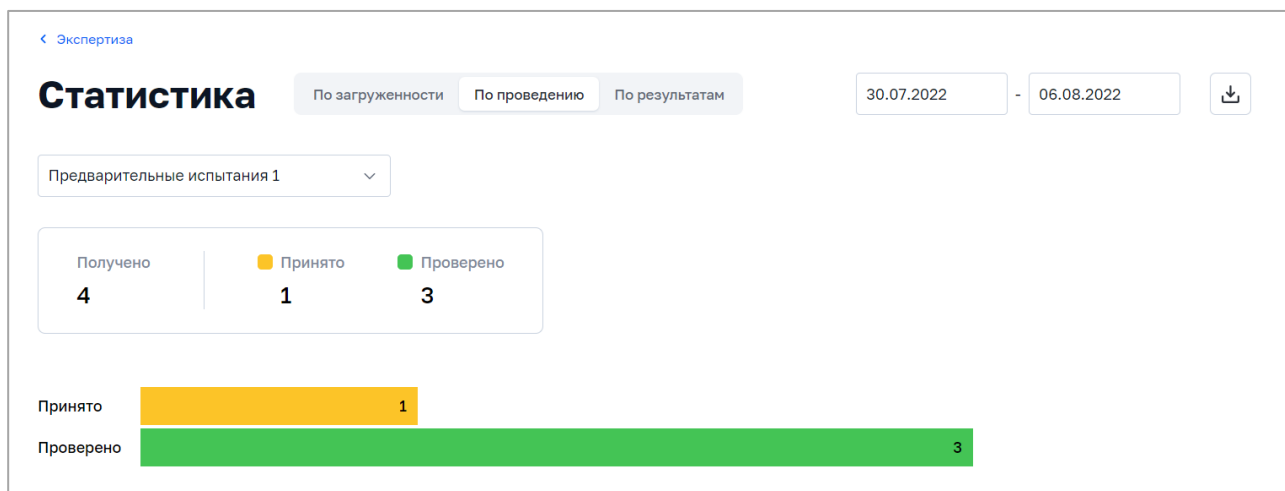 Экспертиза
Статистика По загруженности По проведению По результатам 30.07.2022 - 06.08.2022
Предварительные испытания 1
Получено Принято Проверено
4 1 3
Принято 1
Проверено 3